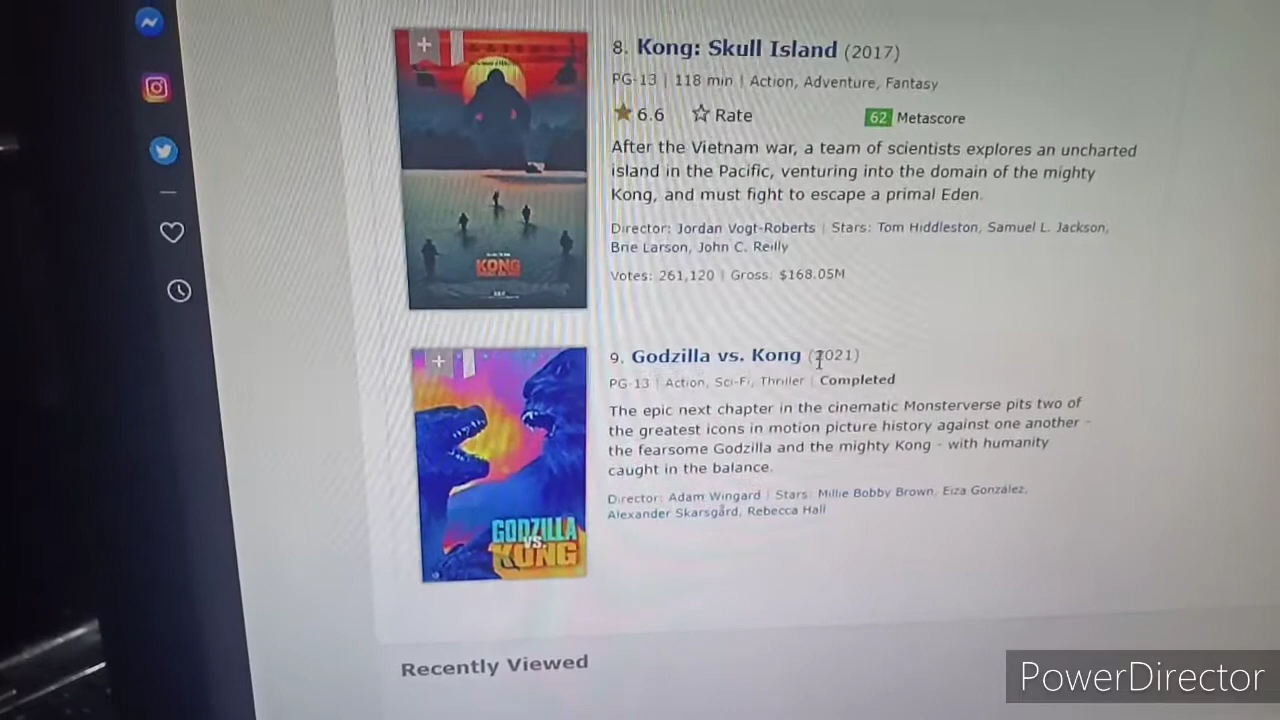 8. Kong: Skull Island (2017)
PG-13 | 118 min | Action, Adventure, Fantasy
6.6 Rate 62 Metascore
After the Vietnam war, a team of scientists explores an uncharted
island in the Pacific, venturing into the domain of the mighty
Kong, and must fight to escape a primal Eden.
Director: Jordan Vogt-Roberts | Stars: Tom Hiddleston, Samuel L. Jackson,
Brie Larson, John C. Reilly
Votes: 261,120 | Gross: $168.05M
KONG
9. Godzilla vs. Kong (2021)
PG-13 | Action, Sci-Fi, Thriller | Completed
The epic next chapter in the cinematic Monsterverse pits two of
the greatest icons in motion picture history against one another -
the fearsome Godzilla and the mighty Kong - with humanity
caught in the balance.
Director: Adam Wingard | Stars: Millie Bobby Brown, Eiza González,
Alexander Skarsgård, Rebecca Hall
GODZILLA
VS.
KONG
Recently Viewed
PowerDirector